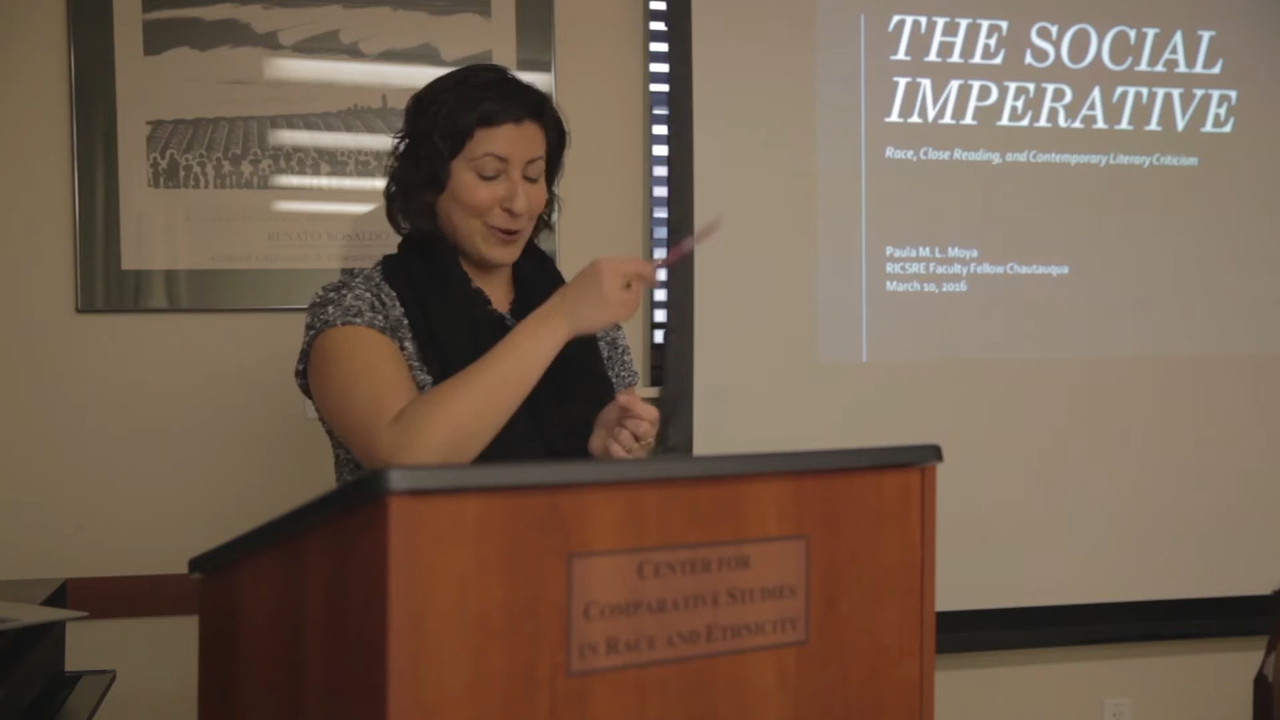 RENATO ROSALDO
THE SOCIAL
IMPERATIVE
Race, Close Reading, and Contemporary Literary Criticism
Paula M. L. Moya
RICSRE Faculty Fellow Chautauqua
March 10, 2016
CENTER FOR
COMPARATIVE STUDIES
IN RACE AND ETHNICITY